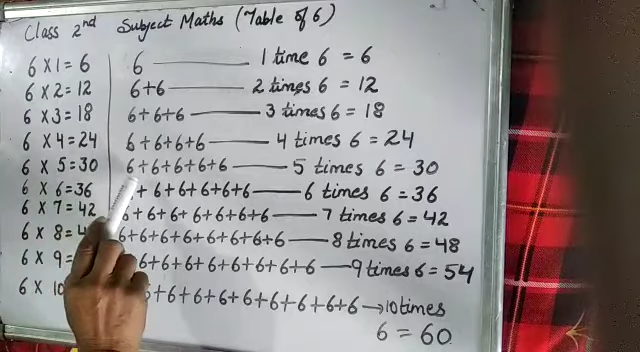 Class 2nd Subject Maths (Table of 6)
6 X 1 = 6 6 — 1 time 6 = 6
6 X 2 = 12 6+6 — 2 times 6 = 12
6 X 3 = 18 6+6+6 — 3 times 6 = 18
6 X 4 = 24 6+6+6+6 — 4 times 6 = 24
6 X 5 = 30 6+6+6+6+6 — 5 times 6 = 30
6 X 6 = 36 + 6+6+6+6+6 — 6 times 6 = 36
6 X 7 = 42 6+6+6+6+6+6+6 — 7 times 6 = 42
6 X 8 = 4 6+6+6+6+6+6+6+6 — 8 times 6 = 48
6 X 9 = 6+6+6+6+6+6+6+6 — 9 times 6 = 54
6 X 10 6+6+6+6+6+6+6+6+6 → 10 times
6 = 60